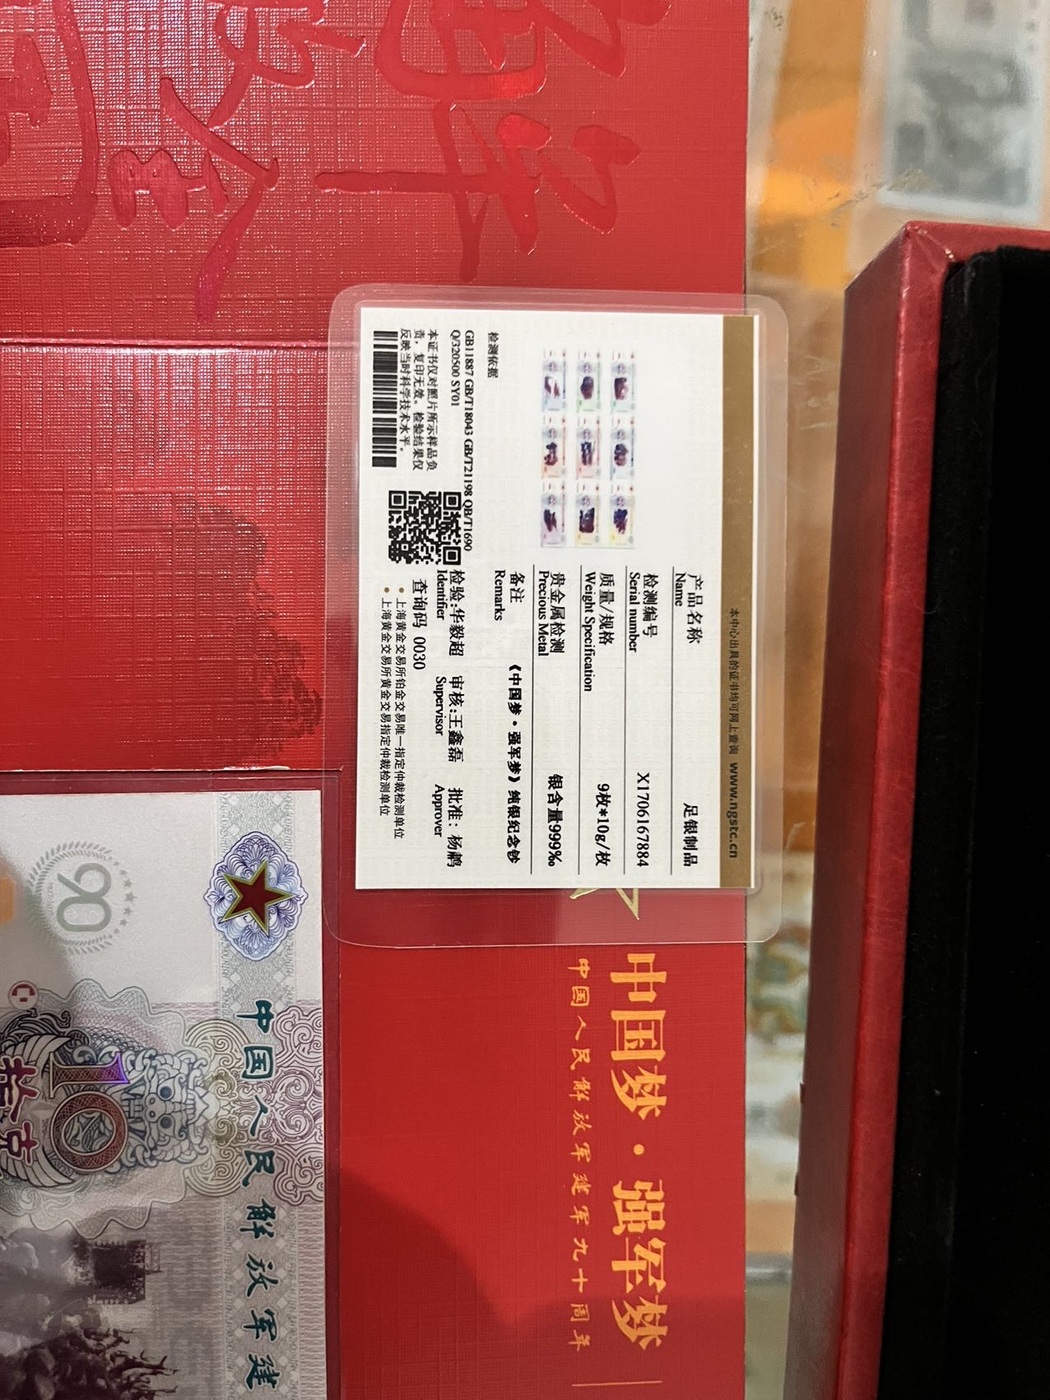 本中心出具的证书均可网上查询 www.ngstc.cn
产品名称 足银制品
Name
检测编号 X1706167884
Serial number
质量/规格 9枚*10g/枚
Weight Specification
贵金属检测 银含量999‰
Precious Metal
备注 《中国梦·强军梦》纯银纪念钞
Remarks
检测依据
GB11887 GB/T18043 GB/T21198 QB/T1690
Q/320500 SY01
本证书仅对照片所示样品负
责，复印无效。检验结果仅
反映当时科学技术水平。
检验:华毅超 审核:王鑫磊 批准:杨鹔
Identifier Supervisor Approver
查询码 0030
• 上海黄金交易所铂金交易唯一指定仲裁检测单位
• 上海黄金交易所黄金交易指定仲裁检测单位
中国梦·强军梦
中国人民解放军建军九十周年
中国人民解放军建
90
10
拾克